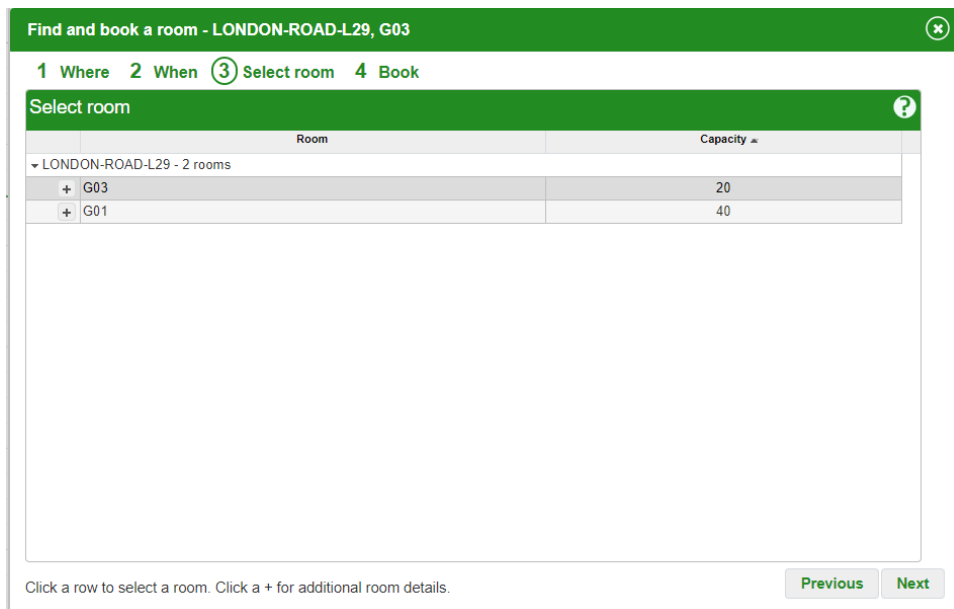 Find and book a room - LONDON-ROAD-L29, G03
1 Where 2 When 3 Select room 4 Book
Select room ?
Room Capacity
LONDON-ROAD-L29 - 2 rooms
+ G03 20
+ G01 40
Click a row to select a room. Click a + for additional room details.
Previous Next